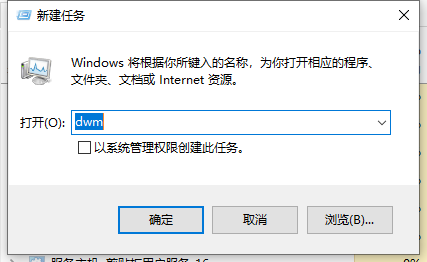 新建任务
Windows 将根据你所键入的名称，为你打开相应的程序、
文件夹、文档或 Internet 资源。
打开(O): dwm
以系统管理权限创建此任务。
确定 取消 浏览(B)...